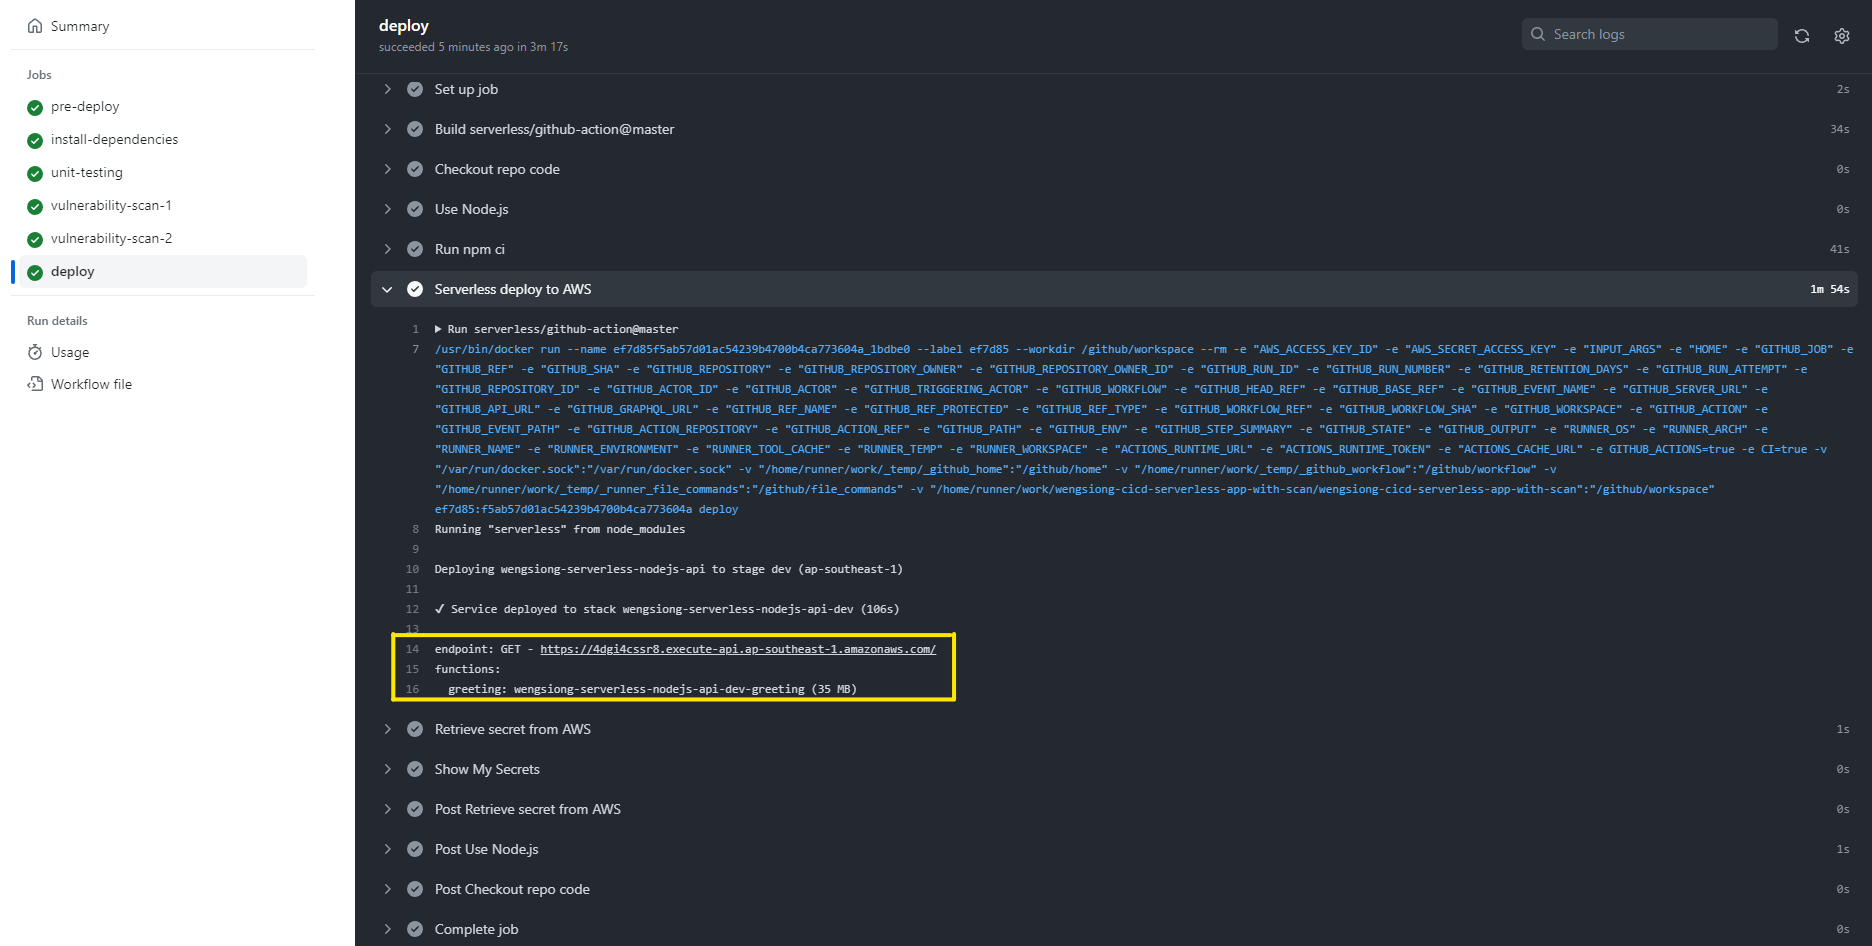 Summary
Jobs
pre-deploy
install-dependencies
unit-testing
vulnerability-scan-1
vulnerability-scan-2
deploy
Run details
Usage
Workflow file
deploy
succeeded 5 minutes ago in 3m 17s
Search logs
Set up job 2s
Build serverless/github-action@master 34s
Checkout repo code 0s
Use Node.js 0s
Run npm ci 41s
Serverless deploy to AWS 1m 54s
1 ▶ Run serverless/github-action@master
7 /usr/bin/docker run --name ef7d85f5ab57d01ac54239b4700b4ca773604a_1bdbe0 --label ef7d85 --workdir /github/workspace --rm -e "AWS_ACCESS_KEY_ID" -e "AWS_SECRET_ACCESS_KEY" -e "INPUT_ARGS" -e "HOME" -e "GITHUB_JOB" -e
"GITHUB_REF" -e "GITHUB_SHA" -e "GITHUB_REPOSITORY" -e "GITHUB_REPOSITORY_OWNER" -e "GITHUB_REPOSITORY_OWNER_ID" -e "GITHUB_RUN_ID" -e "GITHUB_RUN_NUMBER" -e "GITHUB_RETENTION_DAYS" -e "GITHUB_RUN_ATTEMPT" -e
"GITHUB_REPOSITORY_ID" -e "GITHUB_ACTOR_ID" -e "GITHUB_ACTOR" -e "GITHUB_TRIGGERING_ACTOR" -e "GITHUB_WORKFLOW" -e "GITHUB_HEAD_REF" -e "GITHUB_BASE_REF" -e "GITHUB_EVENT_NAME" -e "GITHUB_SERVER_URL" -e
"GITHUB_API_URL" -e "GITHUB_GRAPHQL_URL" -e "GITHUB_REF_NAME" -e "GITHUB_REF_PROTECTED" -e "GITHUB_REF_TYPE" -e "GITHUB_WORKFLOW_REF" -e "GITHUB_WORKFLOW_SHA" -e "GITHUB_WORKSPACE" -e "GITHUB_ACTION" -e
"GITHUB_EVENT_PATH" -e "GITHUB_ACTION_REPOSITORY" -e "GITHUB_ACTION_REF" -e "GITHUB_PATH" -e "GITHUB_ENV" -e "GITHUB_STEP_SUMMARY" -e "GITHUB_STATE" -e "GITHUB_OUTPUT" -e "RUNNER_OS" -e "RUNNER_ARCH" -e
"RUNNER_NAME" -e "RUNNER_ENVIRONMENT" -e "RUNNER_TOOL_CACHE" -e "RUNNER_TEMP" -e "RUNNER_WORKSPACE" -e "ACTIONS_RUNTIME_URL" -e "ACTIONS_RUNTIME_TOKEN" -e "ACTIONS_CACHE_URL" -e GITHUB_ACTIONS=true -e CI=true -v
"/var/run/docker.sock":"/var/run/docker.sock" -v "/home/runner/work/_temp/_github_home":"/github/home" -v "/home/runner/work/_temp/_github_workflow":"/github/workflow" -v
"/home/runner/work/_temp/_runner_file_commands":"/github/file_commands" -v "/home/runner/work/wengsiong-cicd-serverless-app-with-scan/wengsiong-cicd-serverless-app-with-scan":"/github/workspace"
ef7d85:f5ab57d01ac54239b4700b4ca773604a deploy
8 Running "serverless" from node_modules
9
10 Deploying wengsiong-serverless-nodejs-api to stage dev (ap-southeast-1)
11
12 ✓ Service deployed to stack wengsiong-serverless-nodejs-api-dev (106s)
13
14 endpoint: GET - https://4dgi4cssr8.execute-api.ap-southeast-1.amazonaws.com/
15 functions:
16 greeting: wengsiong-serverless-nodejs-api-dev-greeting (35 MB)
Retrieve secret from AWS 1s
Show My Secrets 0s
Post Retrieve secret from AWS 0s
Post Use Node.js 1s
Post Checkout repo code 0s
Complete job 0s